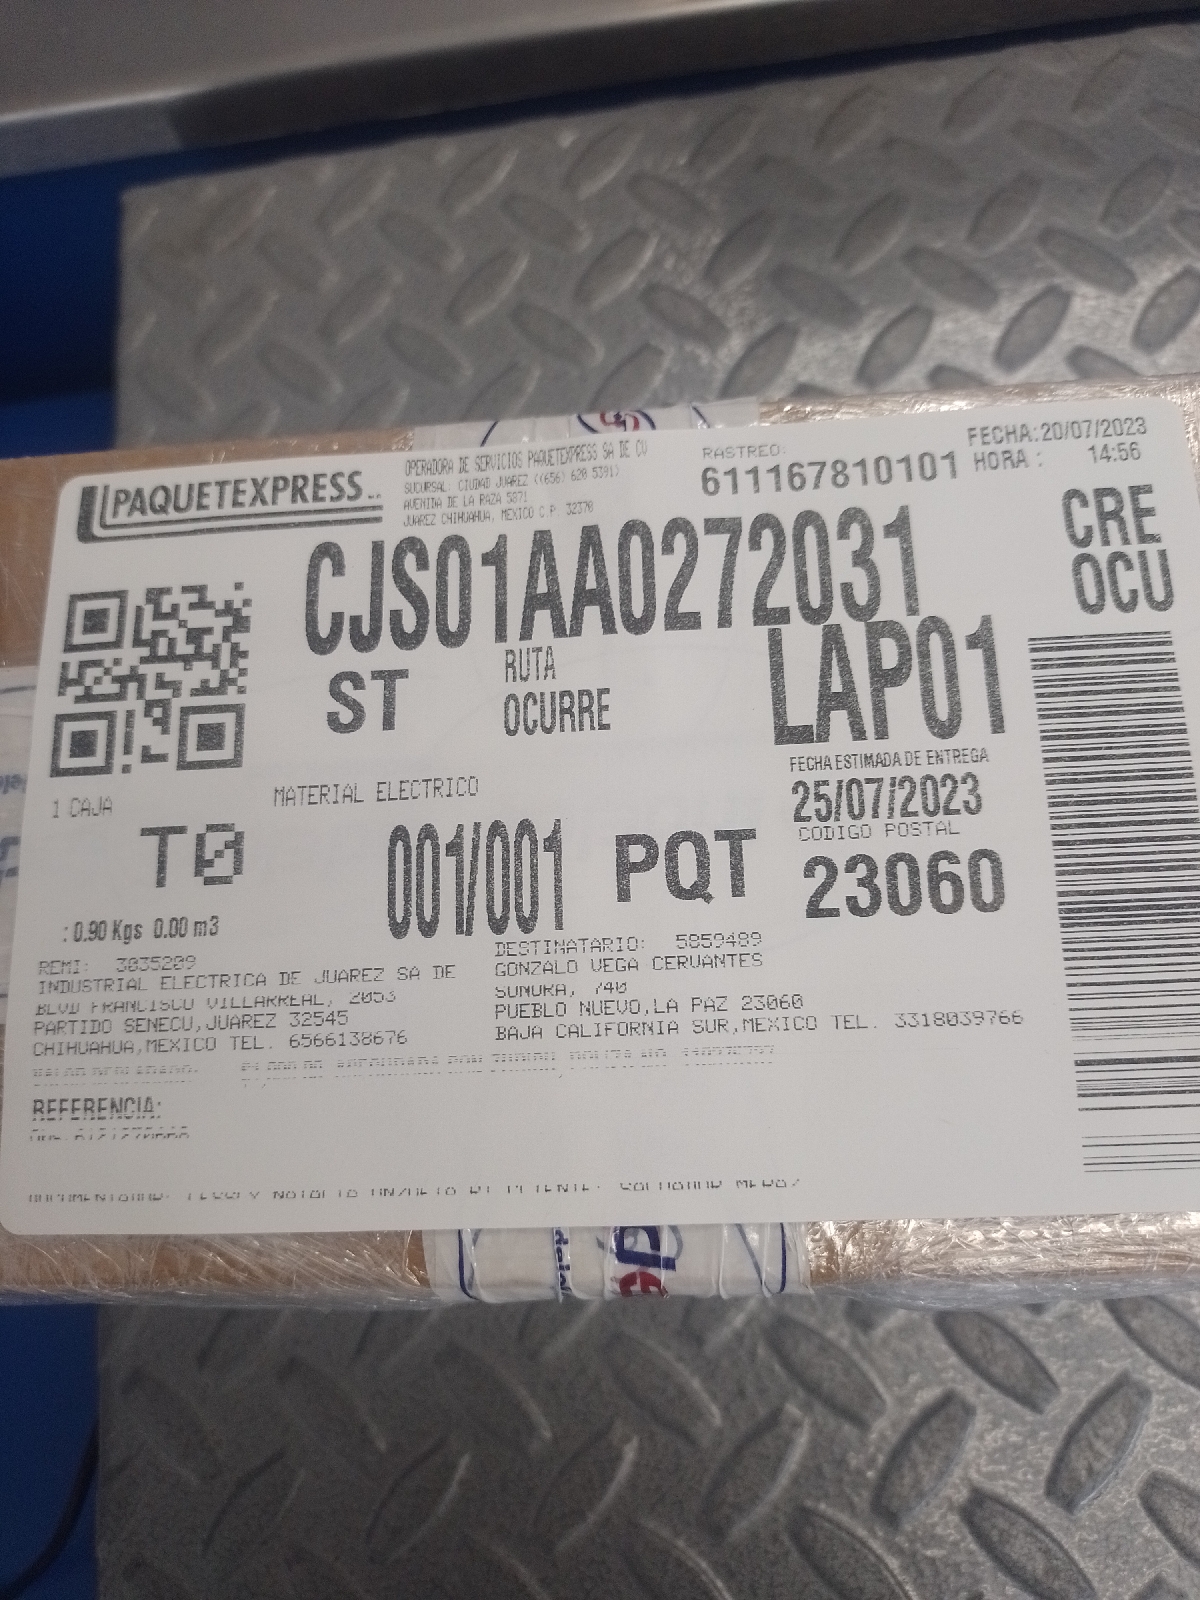 PAQUETEXPRESS
OPERADORA DE SERVICIOS PAQUETEXPRESS SA DE CV
SUCURSAL: CIUDAD JUAREZ ((656) 620 5391)
AVENIDA DE LA RAZA 5871
JUAREZ CHIHUAHUA, MEXICO C.P. 32370
RASTREO:
611167810101
FECHA:20/07/2023
HORA : 14:56
CJS01AA0272031
CRE
OCU
ST
RUTA
OCURRE
LAP01
FECHA ESTIMADA DE ENTREGA
25/07/2023
1 CAJA
MATERIAL ELECTRICO
CODIGO POSTAL
T0
001/001
PQT
23060
: 0.90 Kgs 0.00 m3
REMI: 3035209
INDUSTRIAL ELECTRICA DE JUAREZ SA DE
BLVD FRANCISCO VILLARREAL, 2053
PARTIDO SENECU,JUAREZ 32545
CHIHUAHUA,MEXICO TEL. 6566138676
DESTINATARIO: 5859489
GONZALO VEGA CERVANTES
SONORA, 740
PUEBLO NUEVO,LA PAZ 23060
BAJA CALIFORNIA SUR,MEXICO TEL. 3318039766
REFERENCIA: